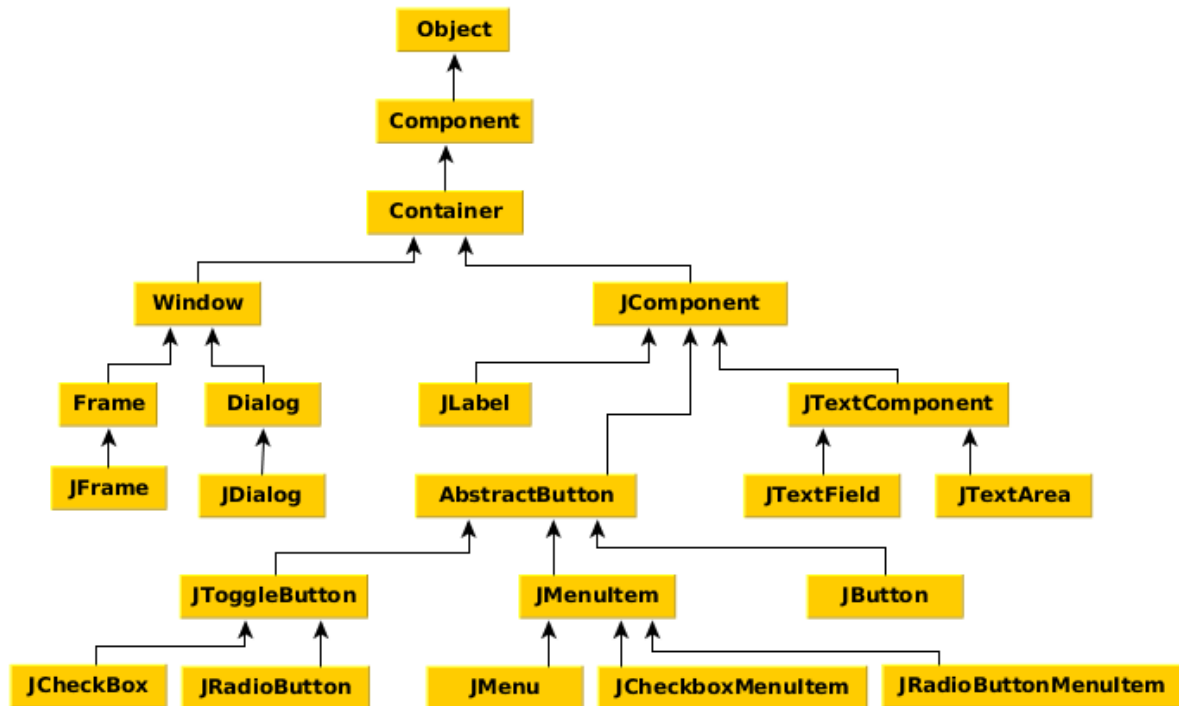 Object
Component
Container
Window
JComponent
Frame
Dialog
JLabel
JTextComponent
JFrame
JDialog
AbstractButton
JTextField
JTextArea
JToggleButton
JMenuItem
JButton
JCheckBox
JRadioButton
JMenu
JCheckboxMenuItem
JRadioButtonMenuItem